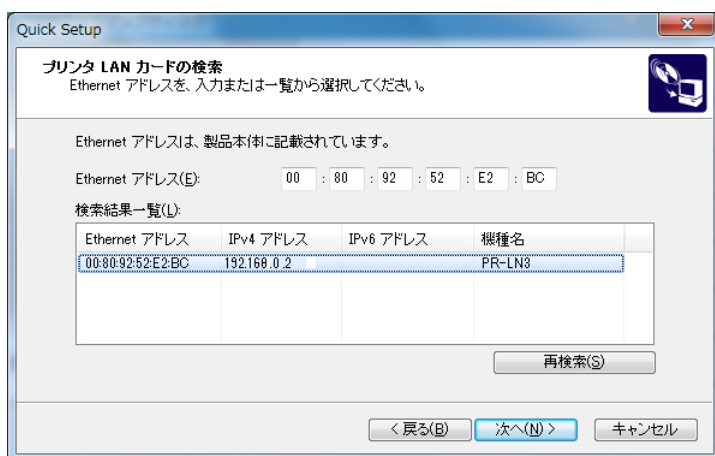 Quick Setup
プリンタ LAN カードの検索
Ethernet アドレスを、入力または一覧から選択してください。
Ethernet アドレスは、製品本体に記載されています。
Ethernet アドレス(E): 00 : 80 : 92 : 52 : E2 : BC
検索結果一覧(L):
Ethernet アドレス IPv4 アドレス IPv6 アドレス 機種名
00:80:92:52:E2:BC 192.168.0.2 PR-LN3
再検索(S)
< 戻る(B) 次へ(N) > キャンセル